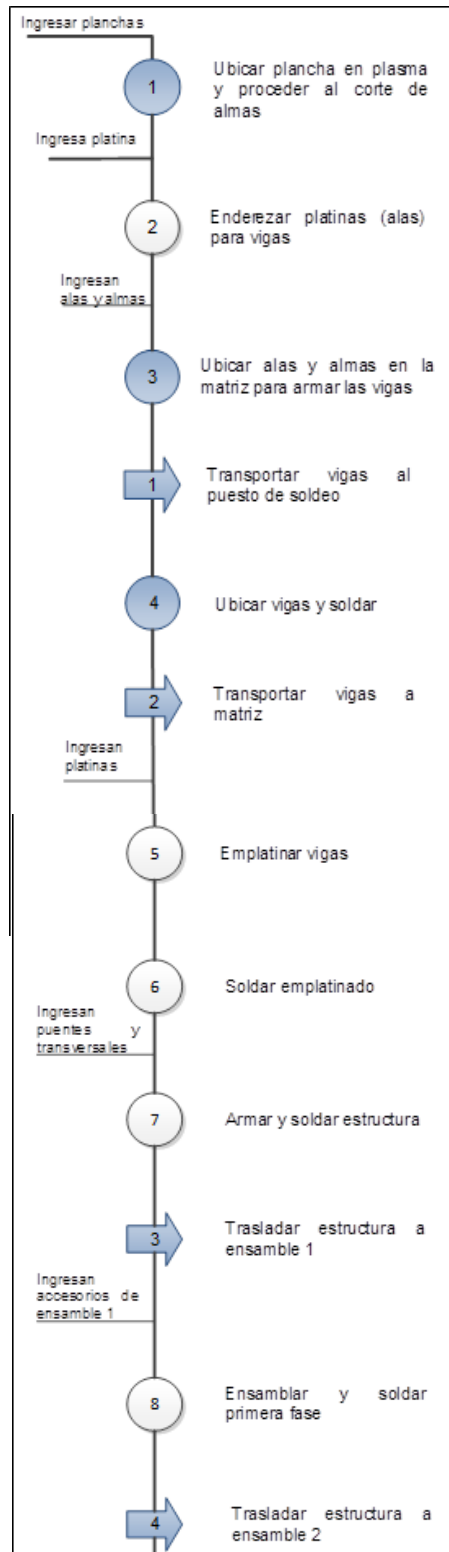 Ingresar planchas
1
Ubicar plancha en plasma
y proceder al corte de
almas
Ingresa platina
2
Enderezar platinas (alas)
para vigas
Ingresan
alas y almas
3
Ubicar alas y almas en la
matriz para armar las vigas
1
Transportar vigas al
puesto de soldeo
4
Ubicar vigas y soldar
2
Transportar vigas a
matriz
Ingresan
platinas
5
Emplatinar vigas
6
Soldar emplatinado
Ingresan
puentes y
transversales
7
Armar y soldar estructura
3
Trasladar estructura a
ensamble 1
Ingresan
accesorios de
ensamble 1
8
Ensamblar y soldar
primera fase
4
Trasladar estructura a
ensamble 2